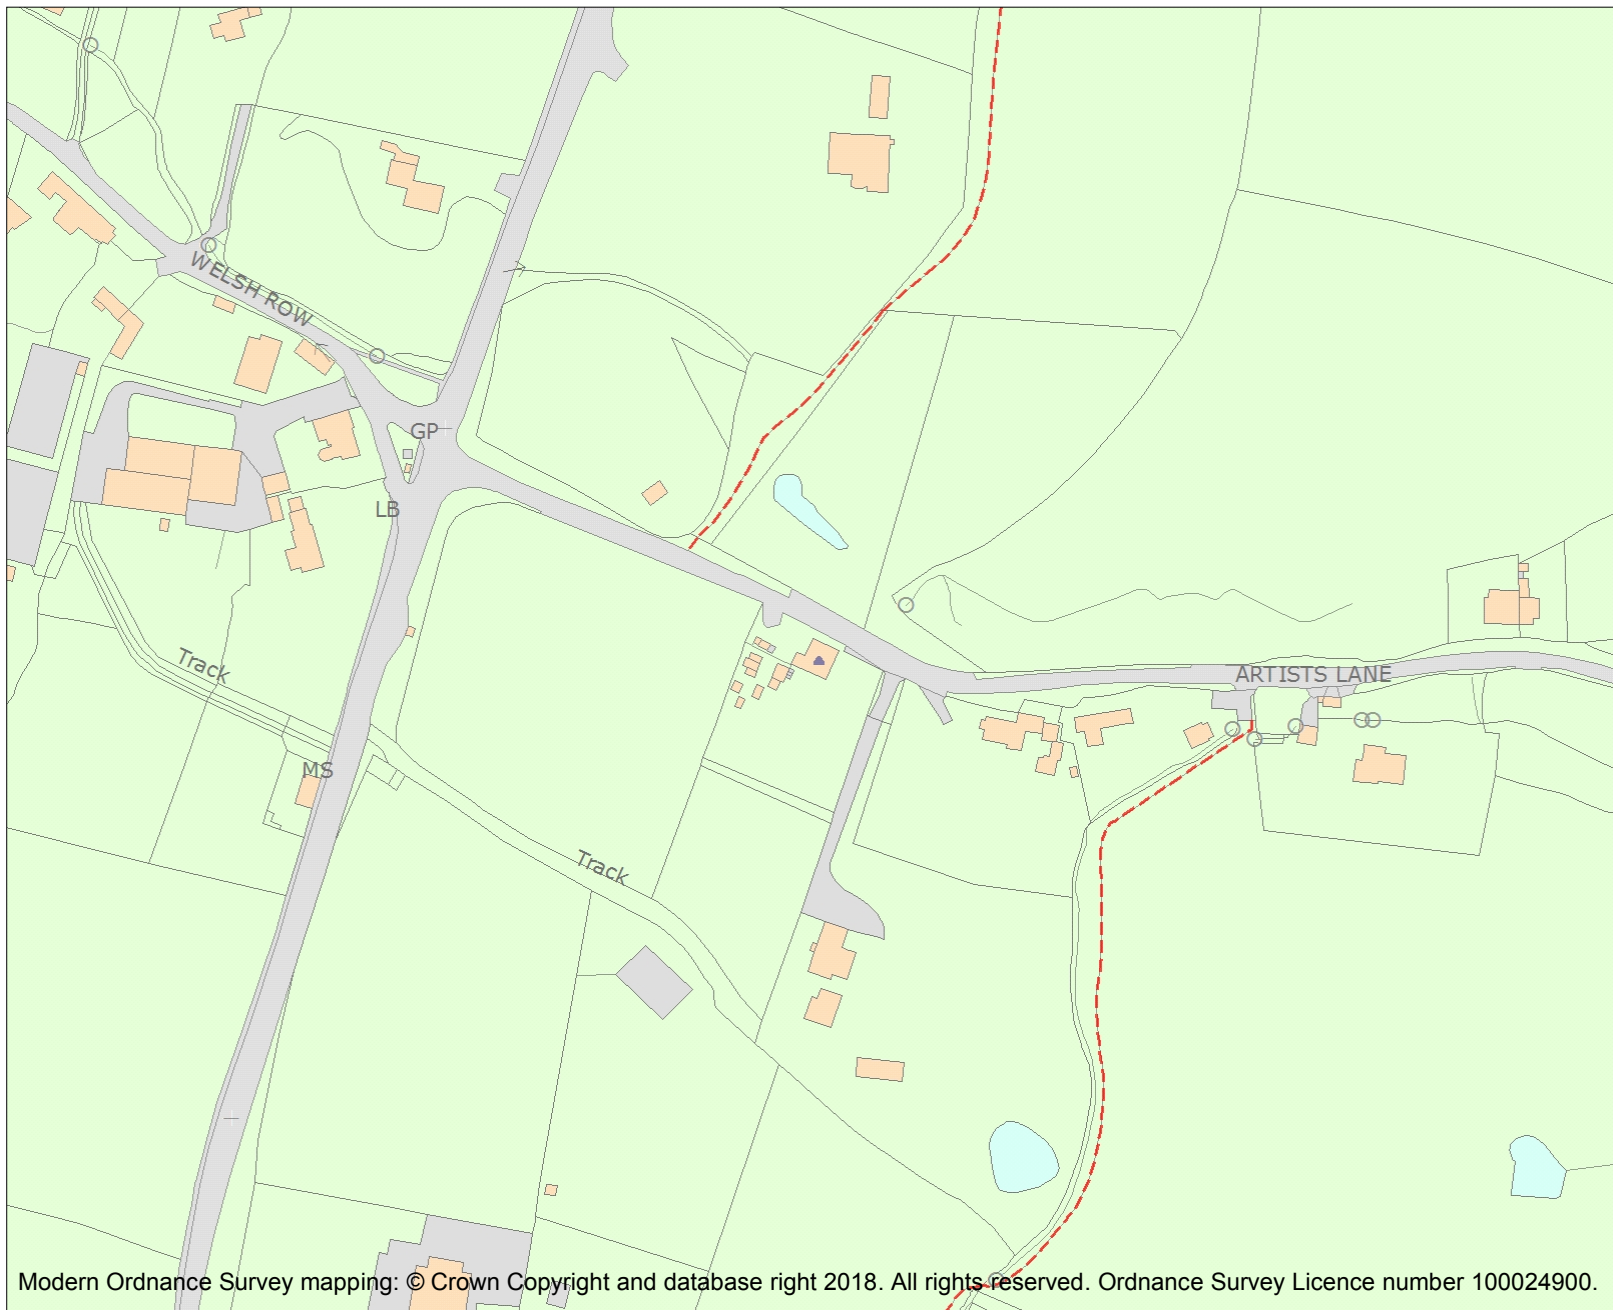 WELSH ROW
GP
LB
Track
ARTISTS LANE
MS
Track
Modern Ordnance Survey mapping: © Crown Copyright and database right 2018. All rights reserved. Ordnance Survey Licence number 100024900.